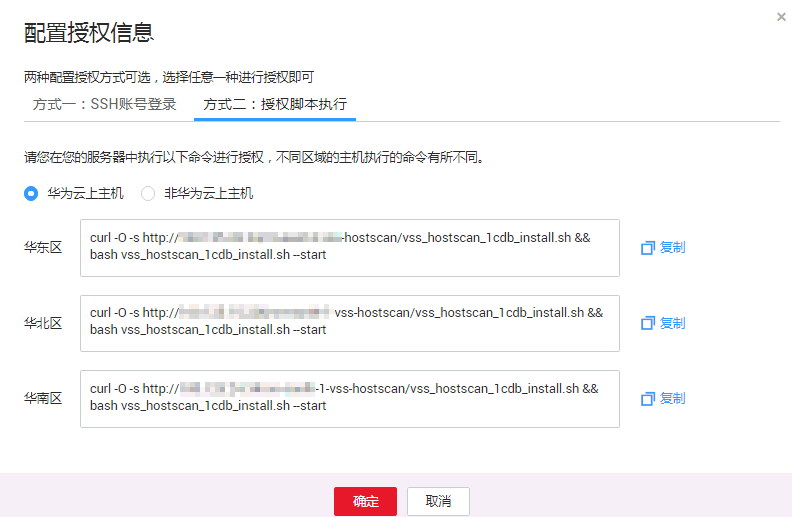 配置授权信息
两种配置授权方式可选，选择任意一种进行授权即可
方式一：SSH账号登录 方式二：授权脚本执行
请您在您的服务器中执行以下命令进行授权，不同区域的主机执行的命令有所不同。
华为云上主机 非华为云上主机
华东区
curl -O -s http:// -hostscan/vss_hostscan_1cdb_install.sh &&
bash vss_hostscan_1cdb_install.sh --start
复制
华北区
curl -O -s http:// vss-hostscan/vss_hostscan_1cdb_install.sh &&
bash vss_hostscan_1cdb_install.sh --start
复制
华南区
curl -O -s http:// -1-vss-hostscan/vss_hostscan_1cdb_install.sh &&
bash vss_hostscan_1cdb_install.sh --start
复制
确定 取消